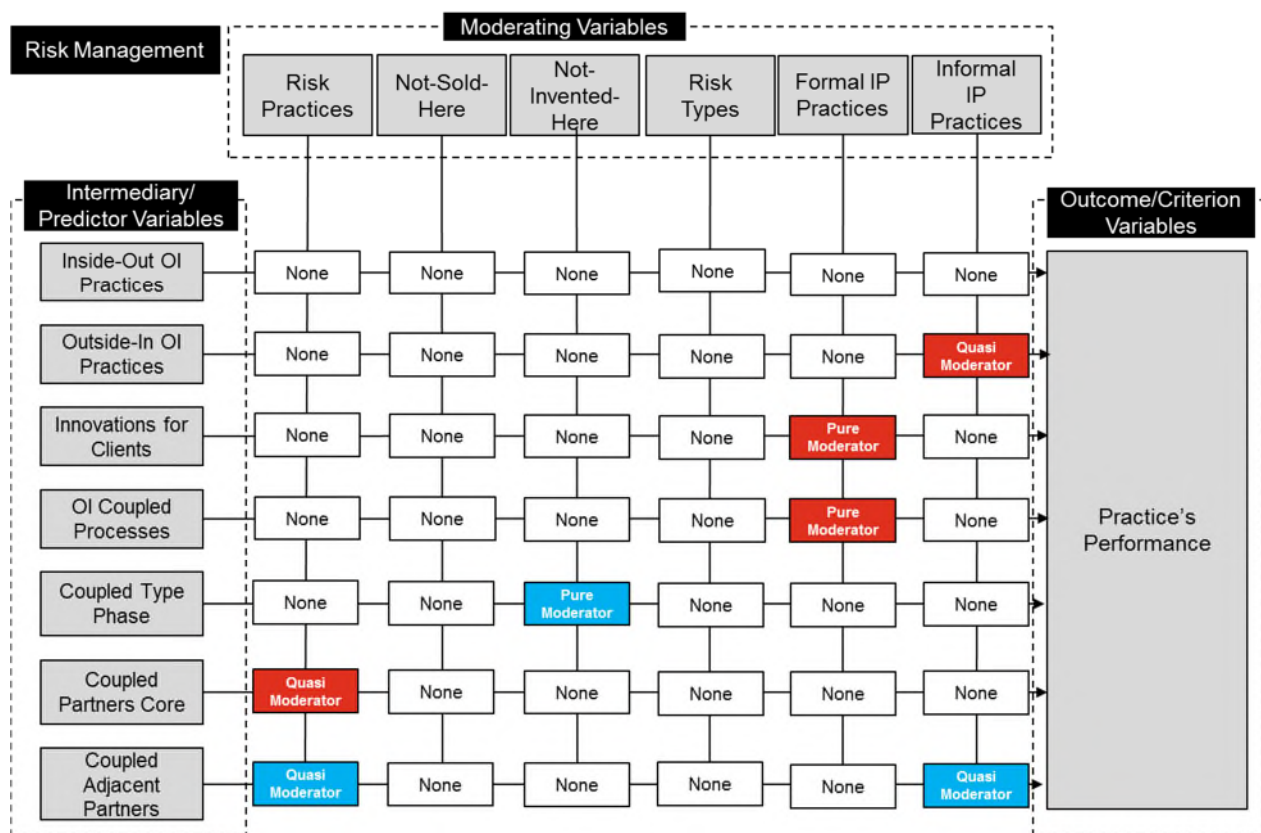 Risk Management
Moderating Variables
Risk
Practices
Not-Sold-
Here
Not-
Invented-
Here
Risk
Types
Formal IP
Practices
Informal
IP
Practices
Intermediary/
Predictor Variables
Outcome/Criterion
Variables
Inside-Out OI
Practices
None
None
None
None
None
None
Outside-In OI
Practices
None
None
None
None
None
Quasi
Moderator
Innovations for
Clients
None
None
None
None
Pure
Moderator
None
OI Coupled
Processes
None
None
None
None
Pure
Moderator
None
Coupled Type
Phase
None
None
Pure
Moderator
None
None
None
Coupled
Partners Core
Quasi
Moderator
None
None
None
None
None
Coupled
Adjacent
Partners
Quasi
Moderator
None
None
None
None
Quasi
Moderator
Practice's
Performance